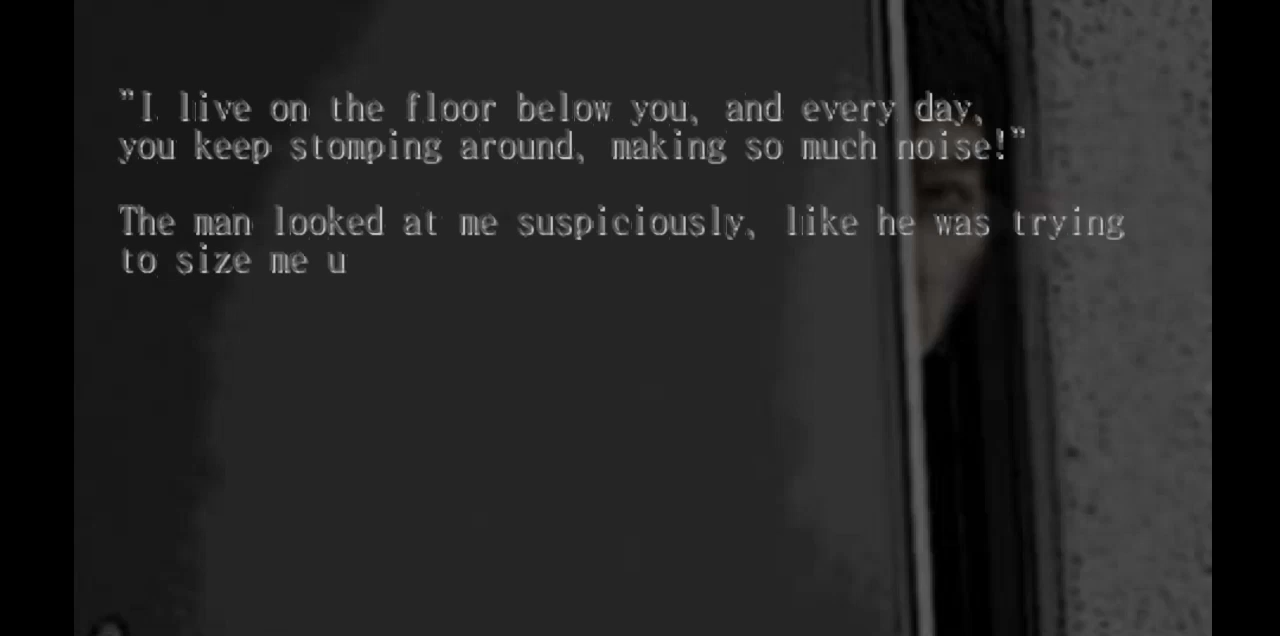 "I live on the floor below you, and every day,
you keep stomping around, making so much noise!"
The man looked at me suspiciously, like he was trying
to size me u